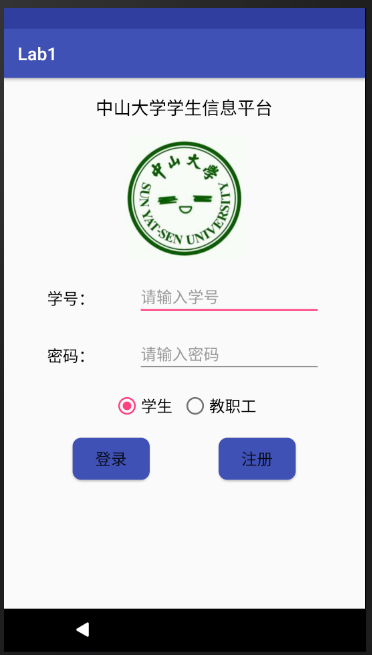 Lab1
中山大学学生信息平台
中山大学
SUN YAT-SEN UNIVERSITY
学号： 请输入学号
密码： 请输入密码
学生 教职工
登录 注册